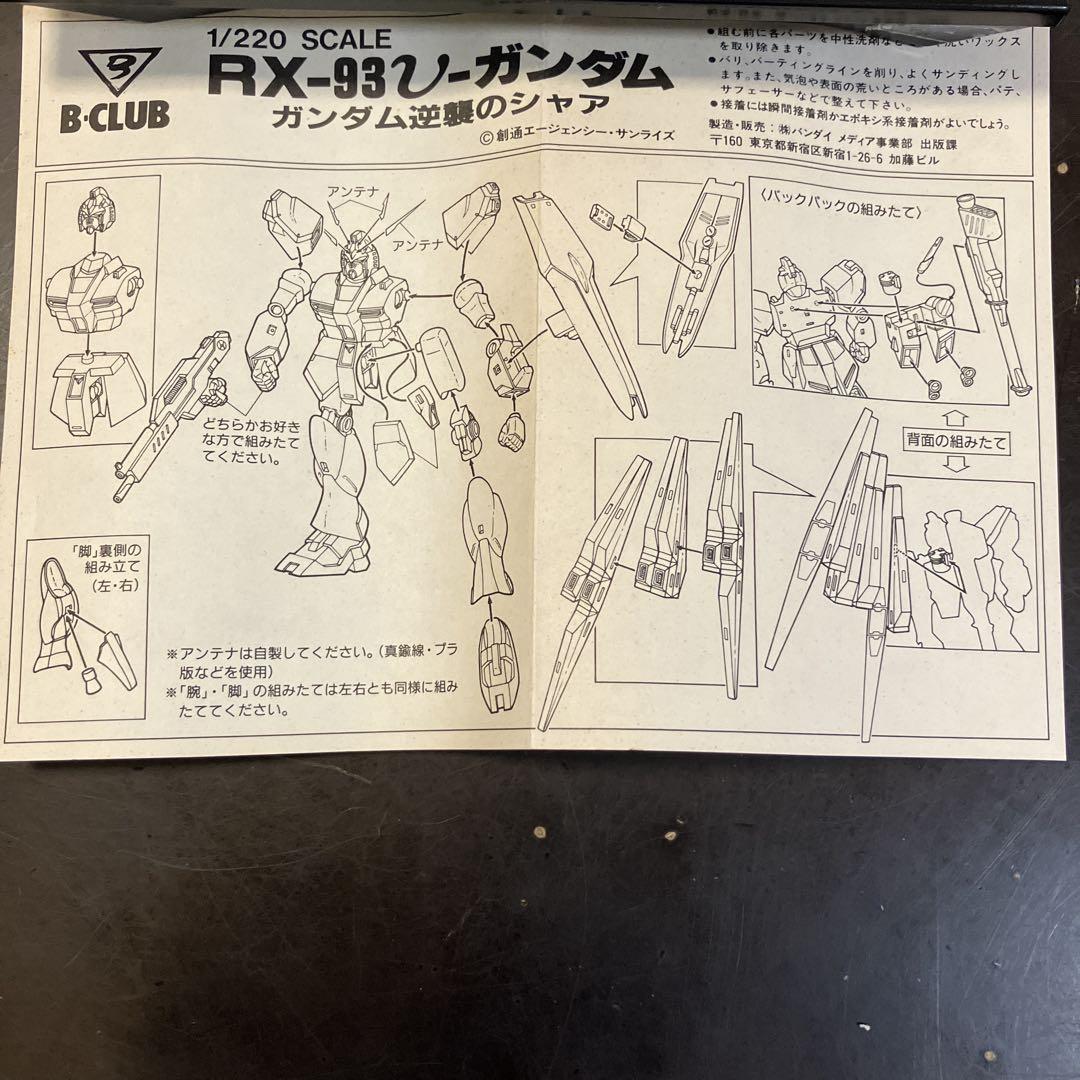 B-CLUB
1/220 SCALE
RX-93 ν-ガンダム
ガンダム逆襲のシャア
©創通エージェンシー・サンライズ
●組む前に各パーツを中性洗剤など 洗いワックス
を取り除きます。
●バリ、パーティングラインを削り、よくサンディングし
ます。また、気泡や表面の荒いところがある場合、パテ、
サフェーサーなどで整えて下さい。
●接着には瞬間接着剤かエポキシ系接着剤がよいでしょう。
製造・販売:㈱バンダイ メディア事業部 出版課
〒160 東京都新宿区新宿1-26-6 加藤ビル
アンテナ
アンテナ
〈バックパックの組みたて〉
どちらかお好き
な方で組みたて
てください。
背面の組みたて
「脚」裏側の
組み立て
(左・右)
※アンテナは自製してください。(真鍮線・プラ
版などを使用)
※「腕」・「脚」の組みたては左右とも同様に組み
たててください。